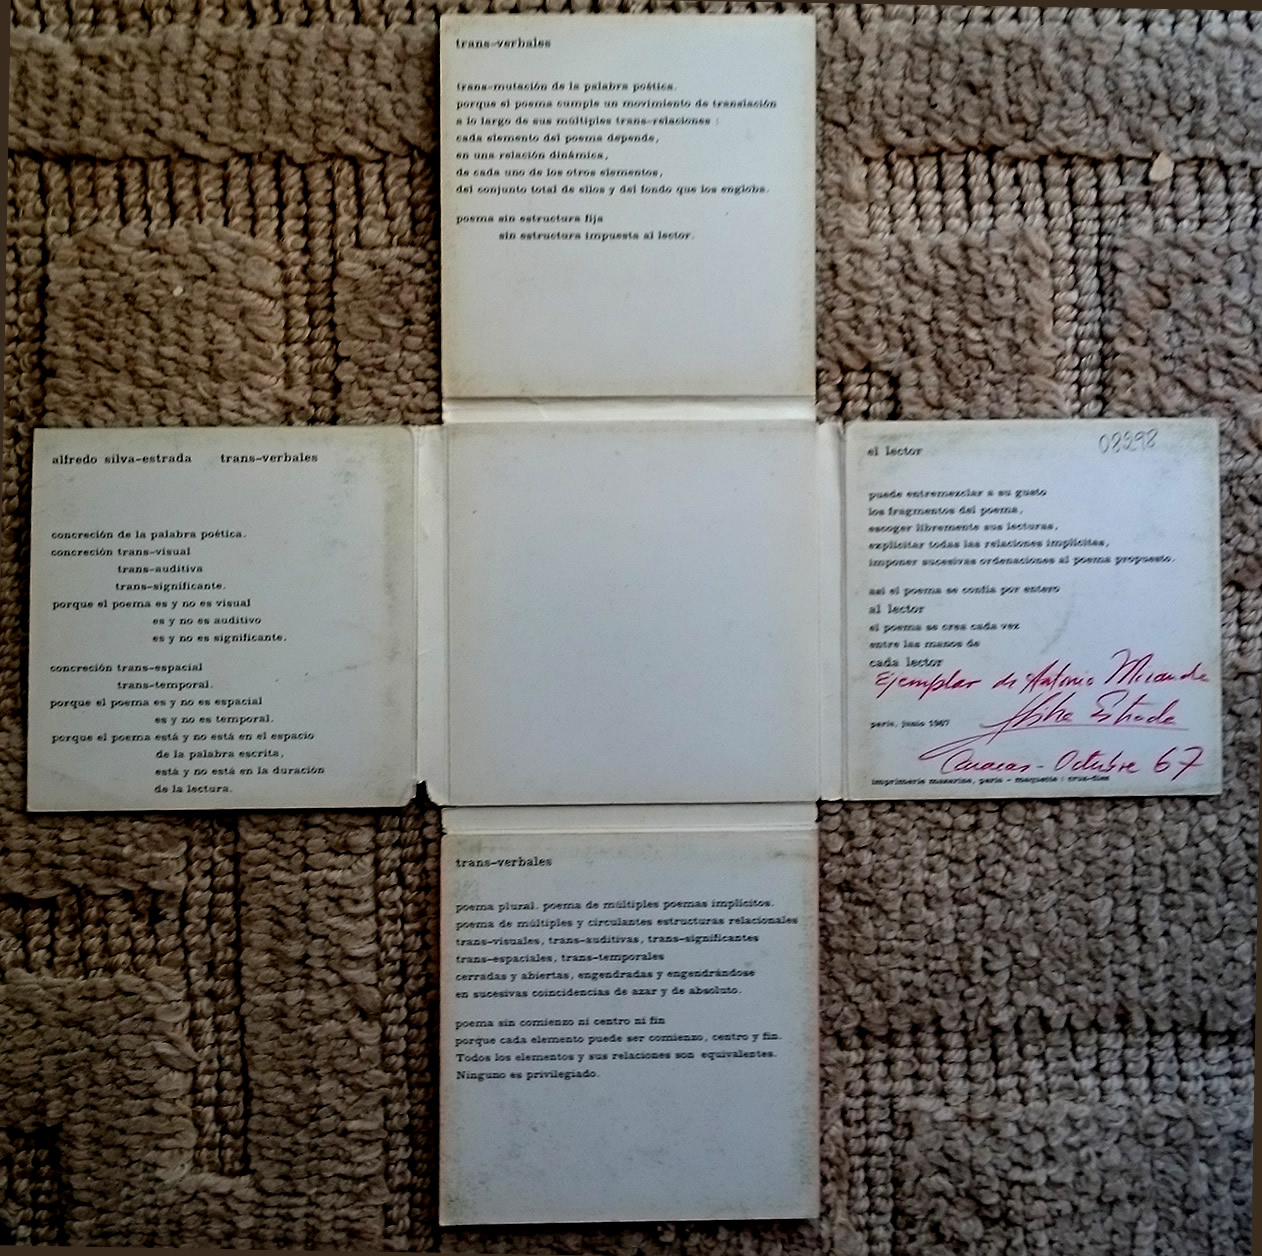 trans-verbales
trans-mutación de la palabra poética.
porque el poema cumple un movimiento de translación
a lo largo de sus múltiples trans-relaciones :
cada elemento del poema depende,
en una relación dinámica,
de cada uno de los otros elementos,
del conjunto total de ellos y del fondo que los engloba.
poema sin estructura fija
sin estructura impuesta al lector.
alfredo silva-estrada trans-verbales
concreción de la palabra poética.
concreción trans-visual
trans-auditiva
trans-significante.
porque el poema es y no es visual
es y no es auditivo
es y no es significante.
concreción trans-espacial
trans-temporal.
porque el poema es y no es espacial
es y no es temporal.
porque el poema está y no está en el espacio
de la palabra escrita,
está y no está en la duración
de la lectura.
el lector
02298
puede entremezclar a su gusto
los fragmentos del poema,
escoger libremente sus lecturas,
explicitar todas las relaciones implícitas,
imponer sucesivas ordenaciones al poema propuesto.
así el poema se confía por entero
al lector
el poema se crea cada vez
entre las manos de
cada lector
Ejemplar de Antonio Miranda
Silva Estrada
paris, junio 1967
Caracas - Octubre 67
imprimerie mazarine, paris - maquette : cruz-diez
trans-verbales
poema plural. poema de múltiples poemas implícitos.
poema de múltiples y circulantes estructuras relacionales
trans-visuales, trans-auditivas, trans-significantes
trans-espaciales, trans-temporales
cerradas y abiertas, engendradas y engendrándose
en sucesivas coincidencias de azar y de absoluto.
poema sin comienzo ni centro ni fin
porque cada elemento puede ser comienzo, centro y fin.
Todos los elementos y sus relaciones son equivalentes.
Ninguno es privilegiado.